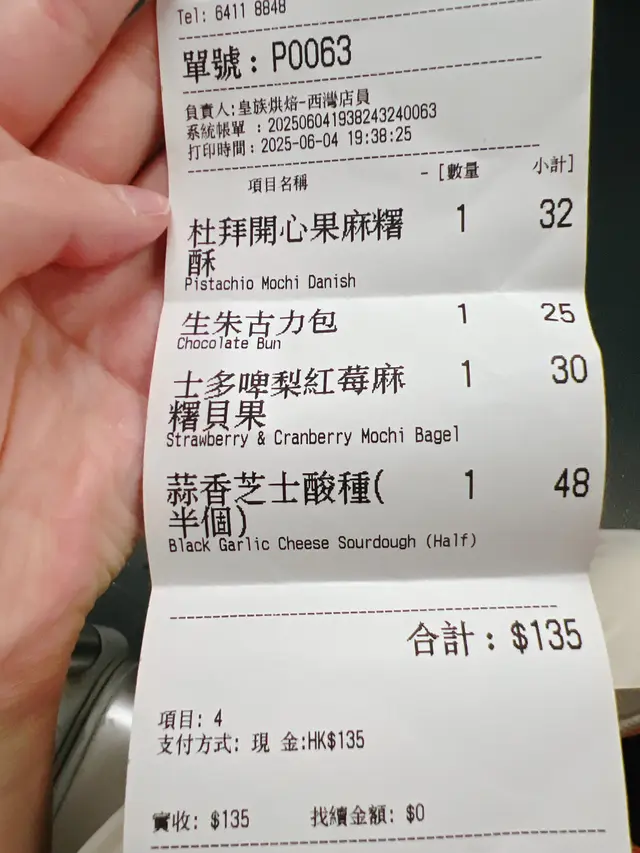 Tel: 6411 8848
單號：P0063
負責人:皇族烘焙-西灣店員
系統帳單 ：202506041938243240063
打印時間：2025-06-04 19:38:25
項目名稱 - [數量 小計]
杜拜開心果麻糬 1 32
酥
Pistachio Mochi Danish
生朱古力包 1 25
Chocolate Bun
士多啤梨紅莓麻 1 30
糬貝果
Strawberry & Cranberry Mochi Bagel
蒜香芝士酸種( 1 48
半個)
Black Garlic Cheese Sourdough (Half)
合計：$135
項目: 4
支付方式: 現 金:HK$135
實收: $135 找續金額: $0